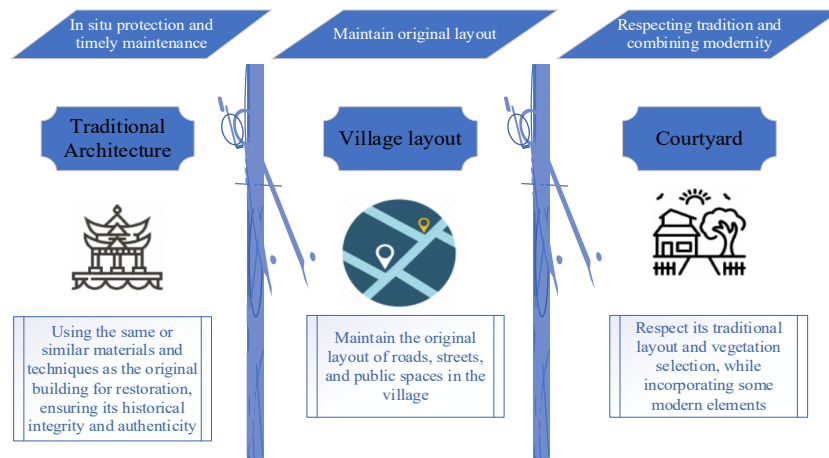 In situ protection and
timely maintenance
Maintain original layout
Respecting tradition and
combining modernity
Traditional
Architecture
Village layout
Courtyard
Using the same or
similar materials and
techniques as the original
building for restoration,
ensuring its historical
integrity and authenticity
Maintain the original
layout of roads, streets,
and public spaces in the
village
Respect its traditional
layout and vegetation
selection, while
incorporating some
modern elements